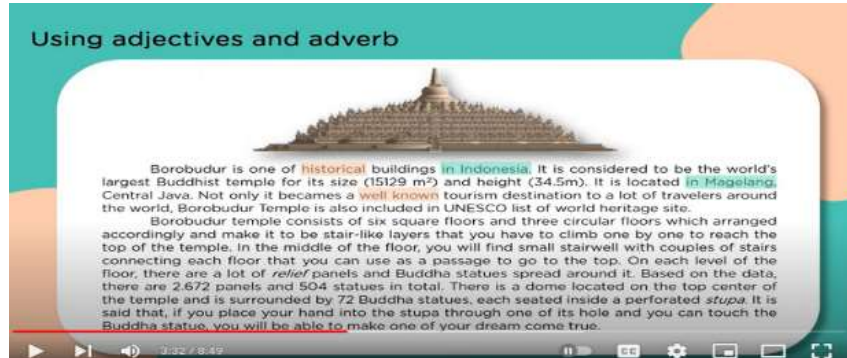 Using adjectives and adverb
Borobudur is one of historical buildings in Indonesia. It is considered to be the world's
largest Buddhist temple for its size (15129 m²) and height (34.5m). It is located in Magelang,
Central Java. Not only it becames a well known tourism destination to a lot of travelers around
the world, Borobudur Temple is also included in UNESCO list of world heritage site.
Borobudur temple consists of six square floors and three circular floors which arranged
accordingly and make it to be stair-like layers that you have to climb one by one to reach the
top of the temple. In the middle of the floor, you will find small stairwell with couples of stairs
connecting each floor that you can use as a passage to go to the top. On each level of the
floor, there are a lot of relief panels and Buddha statues spread around it. Based on the data,
there are 2.672 panels and 504 statues in total. There is a dome located on the top center of
the temple and is surrounded by 72 Buddha statues, each seated inside a perforated stupa. It is
said that, if you place your hand into the stupa through one of its hole and you can touch the
Buddha statue, you will be able to make one of your dream come true.
3:32 / 8:49
CC